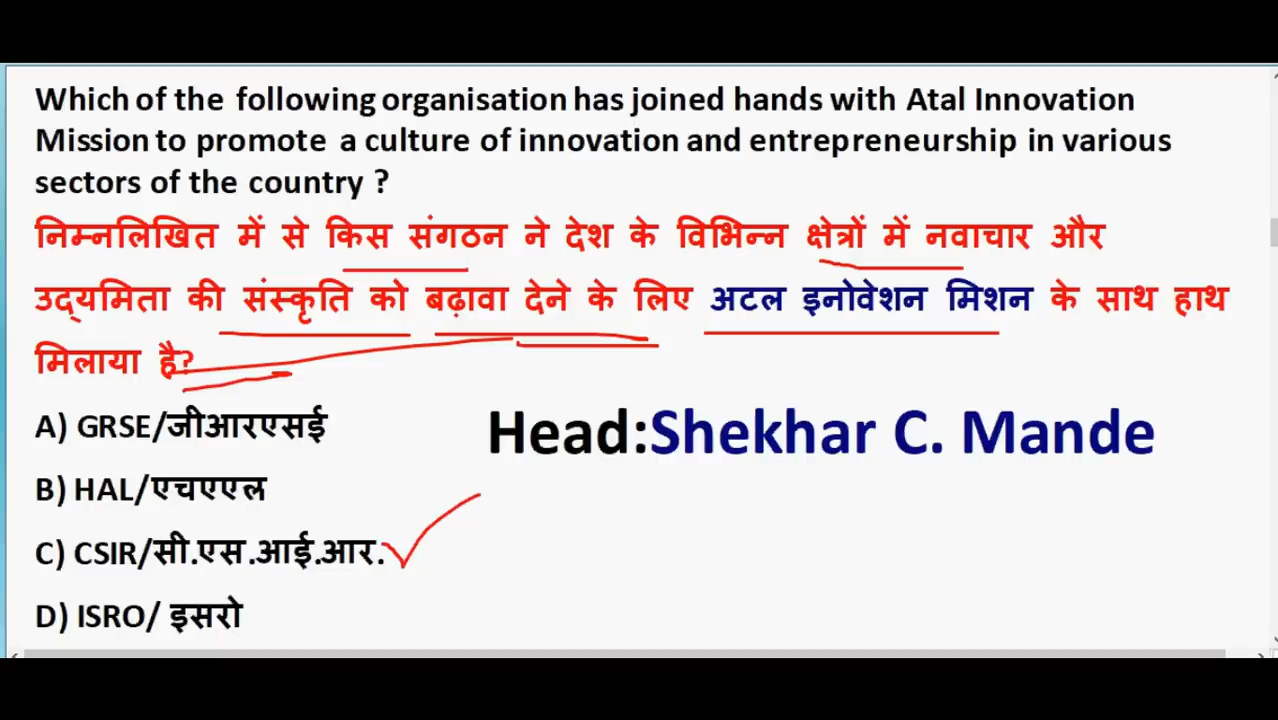 Which of the following organisation has joined hands with Atal Innovation
Mission to promote a culture of innovation and entrepreneurship in various
sectors of the country ?
निम्नलिखित में से किस संगठन ने देश के विभिन्न क्षेत्रों में नवाचार और
उद्यमिता की संस्कृति को बढ़ावा देने के लिए अटल इनोवेशन मिशन के साथ हाथ
मिलाया है?
A) GRSE/जीआरएसई
Head:Shekhar C. Mande
B) HAL/एचएएल
C) CSIR/सी.एस.आई.आर.
D) ISRO/ इसरो